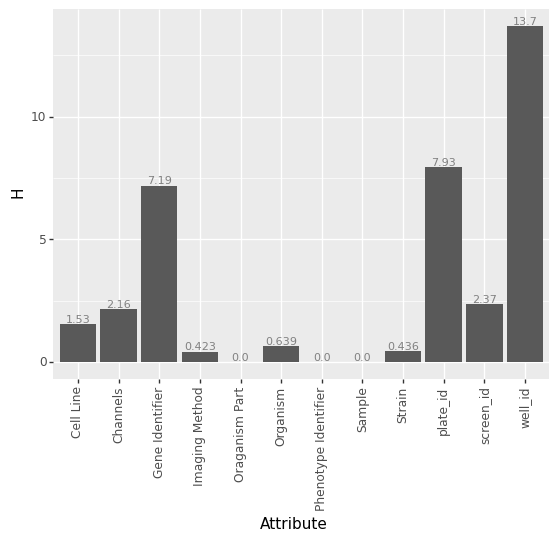 13.7
10
7.93
7.19
H
5
2.37
2.16
1.53
0.639
0.423
0.436
0.0
0.0
0.0
0
Cell Line
Channels
Gene Identifier
Imaging Method
Oraganism Part
Organism
Phenotype Identifier
Sample
Strain
plate_id
screen_id
well_id
Attribute